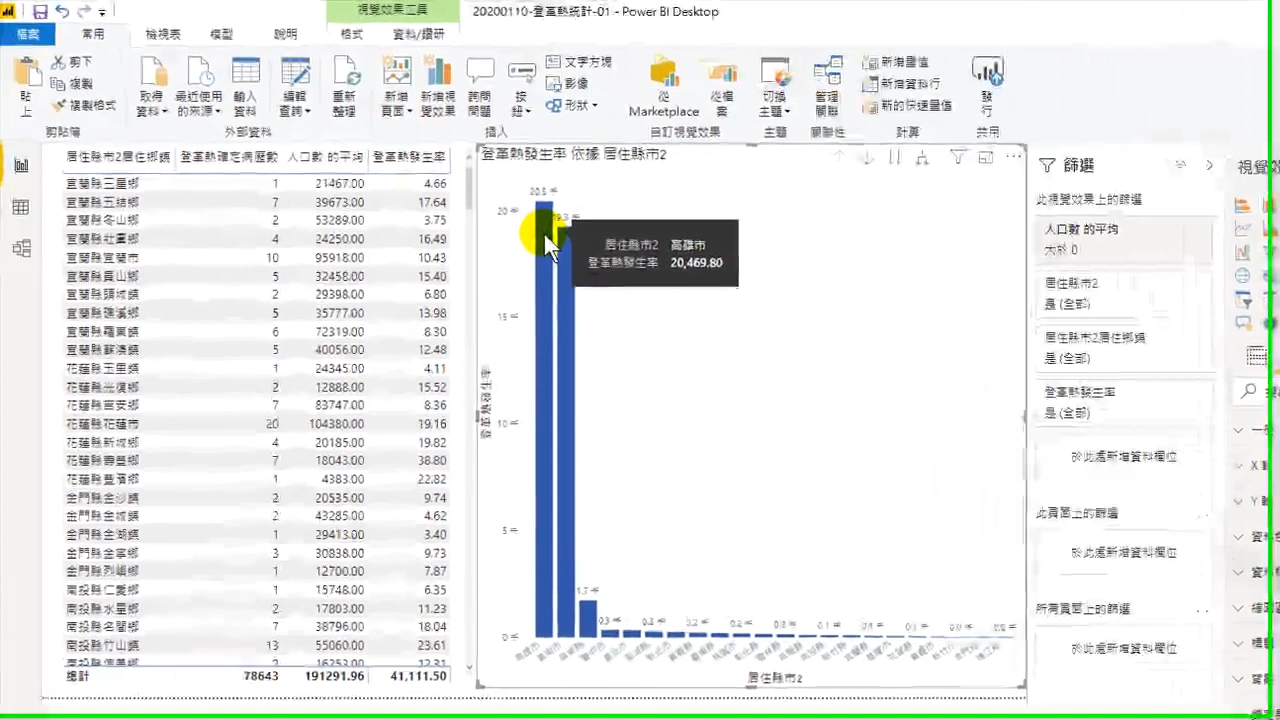 視覺效果工具
20200110-登革熱統計-01 - Power BI Desktop
檔案 常用 檢視表 模型 說明 格式 資料/鑽研
剪下
複製
複製格式
貼上
剪貼簿
取得資料
最近使用的來源
輸入資料
編輯查詢
外部資料
重新整理
新增頁面
新增視覺效果
詢問問題
按鈕
文字方塊
影像
形狀
插入
從 Marketplace
從檔案
自訂視覺效果
切換主題
主題
管理關聯
關聯性
新增量值
新增資料行
新的快速量值
計算
發行
共用
居住縣市2居住鄉鎮 登革熱確定病歷數 人口數 的平均 登革熱發生率
宜蘭縣三星鄉 1 21467.00 4.66
宜蘭縣五結鄉 7 39673.00 17.64
宜蘭縣冬山鄉 2 53289.00 3.75
宜蘭縣壯圍鄉 4 24250.00 16.49
宜蘭縣宜蘭市 10 95918.00 10.43
宜蘭縣員山鄉 5 32458.00 15.40
宜蘭縣頭城鎮 2 29398.00 6.80
宜蘭縣礁溪鄉 5 35777.00 13.98
宜蘭縣羅東鎮 6 72319.00 8.30
宜蘭縣蘇澳鎮 5 40056.00 12.48
花蓮縣玉里鎮 1 24345.00 4.11
花蓮縣光復鄉 2 12888.00 15.52
花蓮縣吉安鄉 7 83747.00 8.36
花蓮縣花蓮市 20 104380.00 19.16
花蓮縣新城鄉 4 20185.00 19.82
花蓮縣壽豐鄉 7 18043.00 38.80
花蓮縣豐濱鄉 1 4383.00 22.82
金門縣金沙鎮 2 20535.00 9.74
金門縣金城鎮 2 43285.00 4.62
金門縣金湖鎮 1 29413.00 3.40
金門縣金寧鄉 3 30838.00 9.73
金門縣烈嶼鄉 1 12700.00 7.87
南投縣仁愛鄉 1 15748.00 6.35
南投縣水里鄉 2 17803.00 11.23
南投縣名間鄉 7 38796.00 18.04
南投縣竹山鎮 13 55060.00 23.61
南投縣信義鄉 2 16253.00 12.31
總計 78643 191291.96 41,111.50
登革熱發生率 依據 居住縣市2
20.5 千
19.3 千
1.7 千
20 千
15 千
10 千
5 千
0 千
登革熱發生率
居住縣市2
居住縣市2 高雄市
登革熱發生率 20,469.80
篩選
此視覺效果上的篩選
人口數 的平均
大於 0
居住縣市2
是 (全部)
居住縣市2居住鄉鎮
是 (全部)
登革熱發生率
是 (全部)
於此處新增資料欄位
此頁面上的篩選
於此處新增資料欄位
所有頁面上的篩選
於此處新增資料欄位
視覺